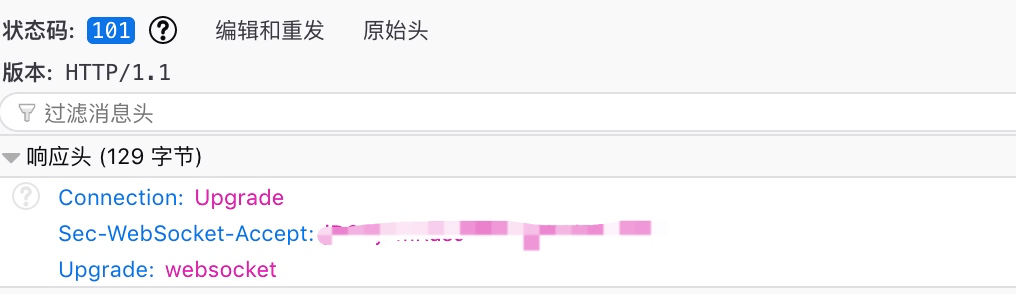 状态码: 101 ? 编辑和重发 原始头
版本: HTTP/1.1
过滤消息头
响应头 (129 字节)
? Connection: Upgrade
Sec-WebSocket-Accept:
Upgrade: websocket